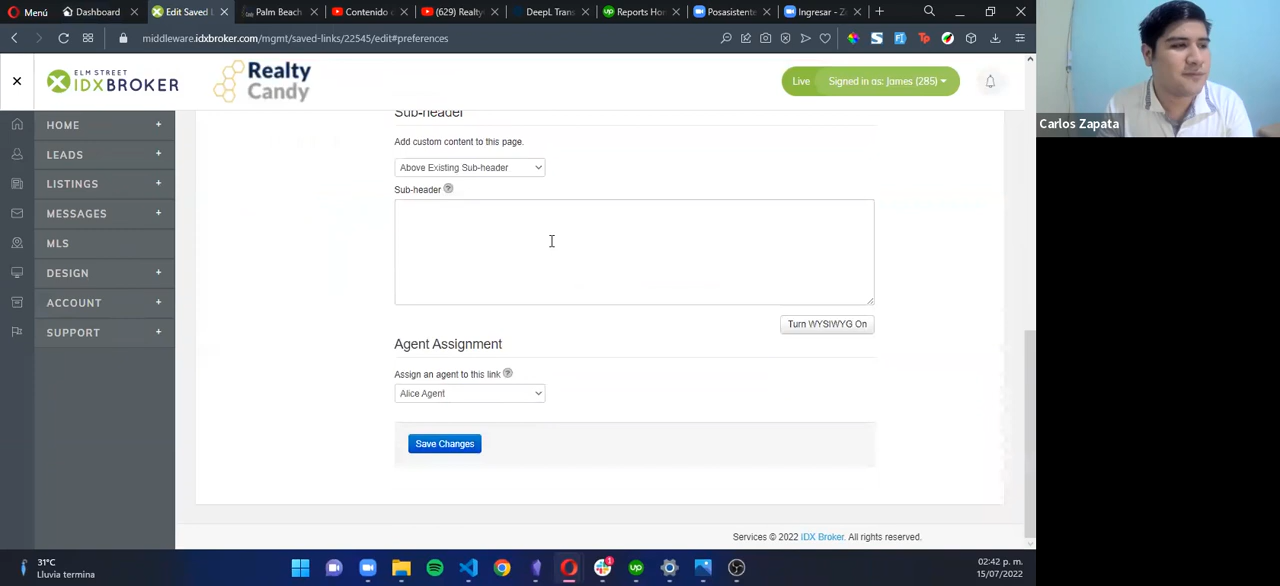 Menú
Dashboard
Edit Saved L
Palm Beach
Contenido c
(629) Realty
DeepL Trans
Reports Hom
Posasistente
Ingresar - Z
middleware.idxbroker.com/mgmt/saved-links/22545/edit#preferences
ELM STREET
IDXBROKER
Realty
Candy
Live
Signed in as: James (285)
Carlos Zapata
HOME
LEADS
LISTINGS
MESSAGES
MLS
DESIGN
ACCOUNT
SUPPORT
Sub-header
Add custom content to this page.
Above Existing Sub-header
Sub-header
Turn WYSIWYG On
Agent Assignment
Assign an agent to this link
Alice Agent
Save Changes
Services © 2022 IDX Broker. All rights reserved.
31°C
Lluvia termina
02:42 p. m.
15/07/2022